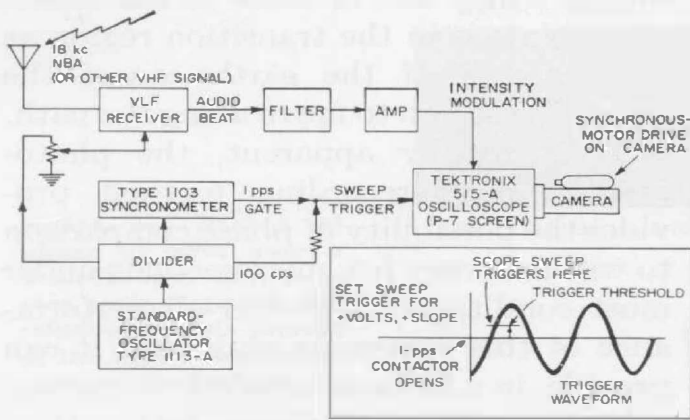 18 kc
NBA
(OR OTHER VHF SIGNAL)
VLF
RECEIVER
AUDIO
BEAT
FILTER
AMP
INTENSITY
MODULATION
SYNCHRONOUS-
MOTOR DRIVE
ON CAMERA
TYPE 1103
SYNCRONOMETER
1 pps
GATE
SWEEP
TRIGGER
TEKTRONIX
515-A
OSCILLOSCOPE
(P-7 SCREEN)
CAMERA
DIVIDER
100 cps
STANDARD-
FREQUENCY
OSCILLATOR
TYPE 1113-A
SCOPE SWEEP
TRIGGERS HERE
SET SWEEP
TRIGGER FOR
+VOLTS, +SLOPE
TRIGGER THRESHOLD
1-pps
CONTACTOR
OPENS
TRIGGER
WAVEFORM